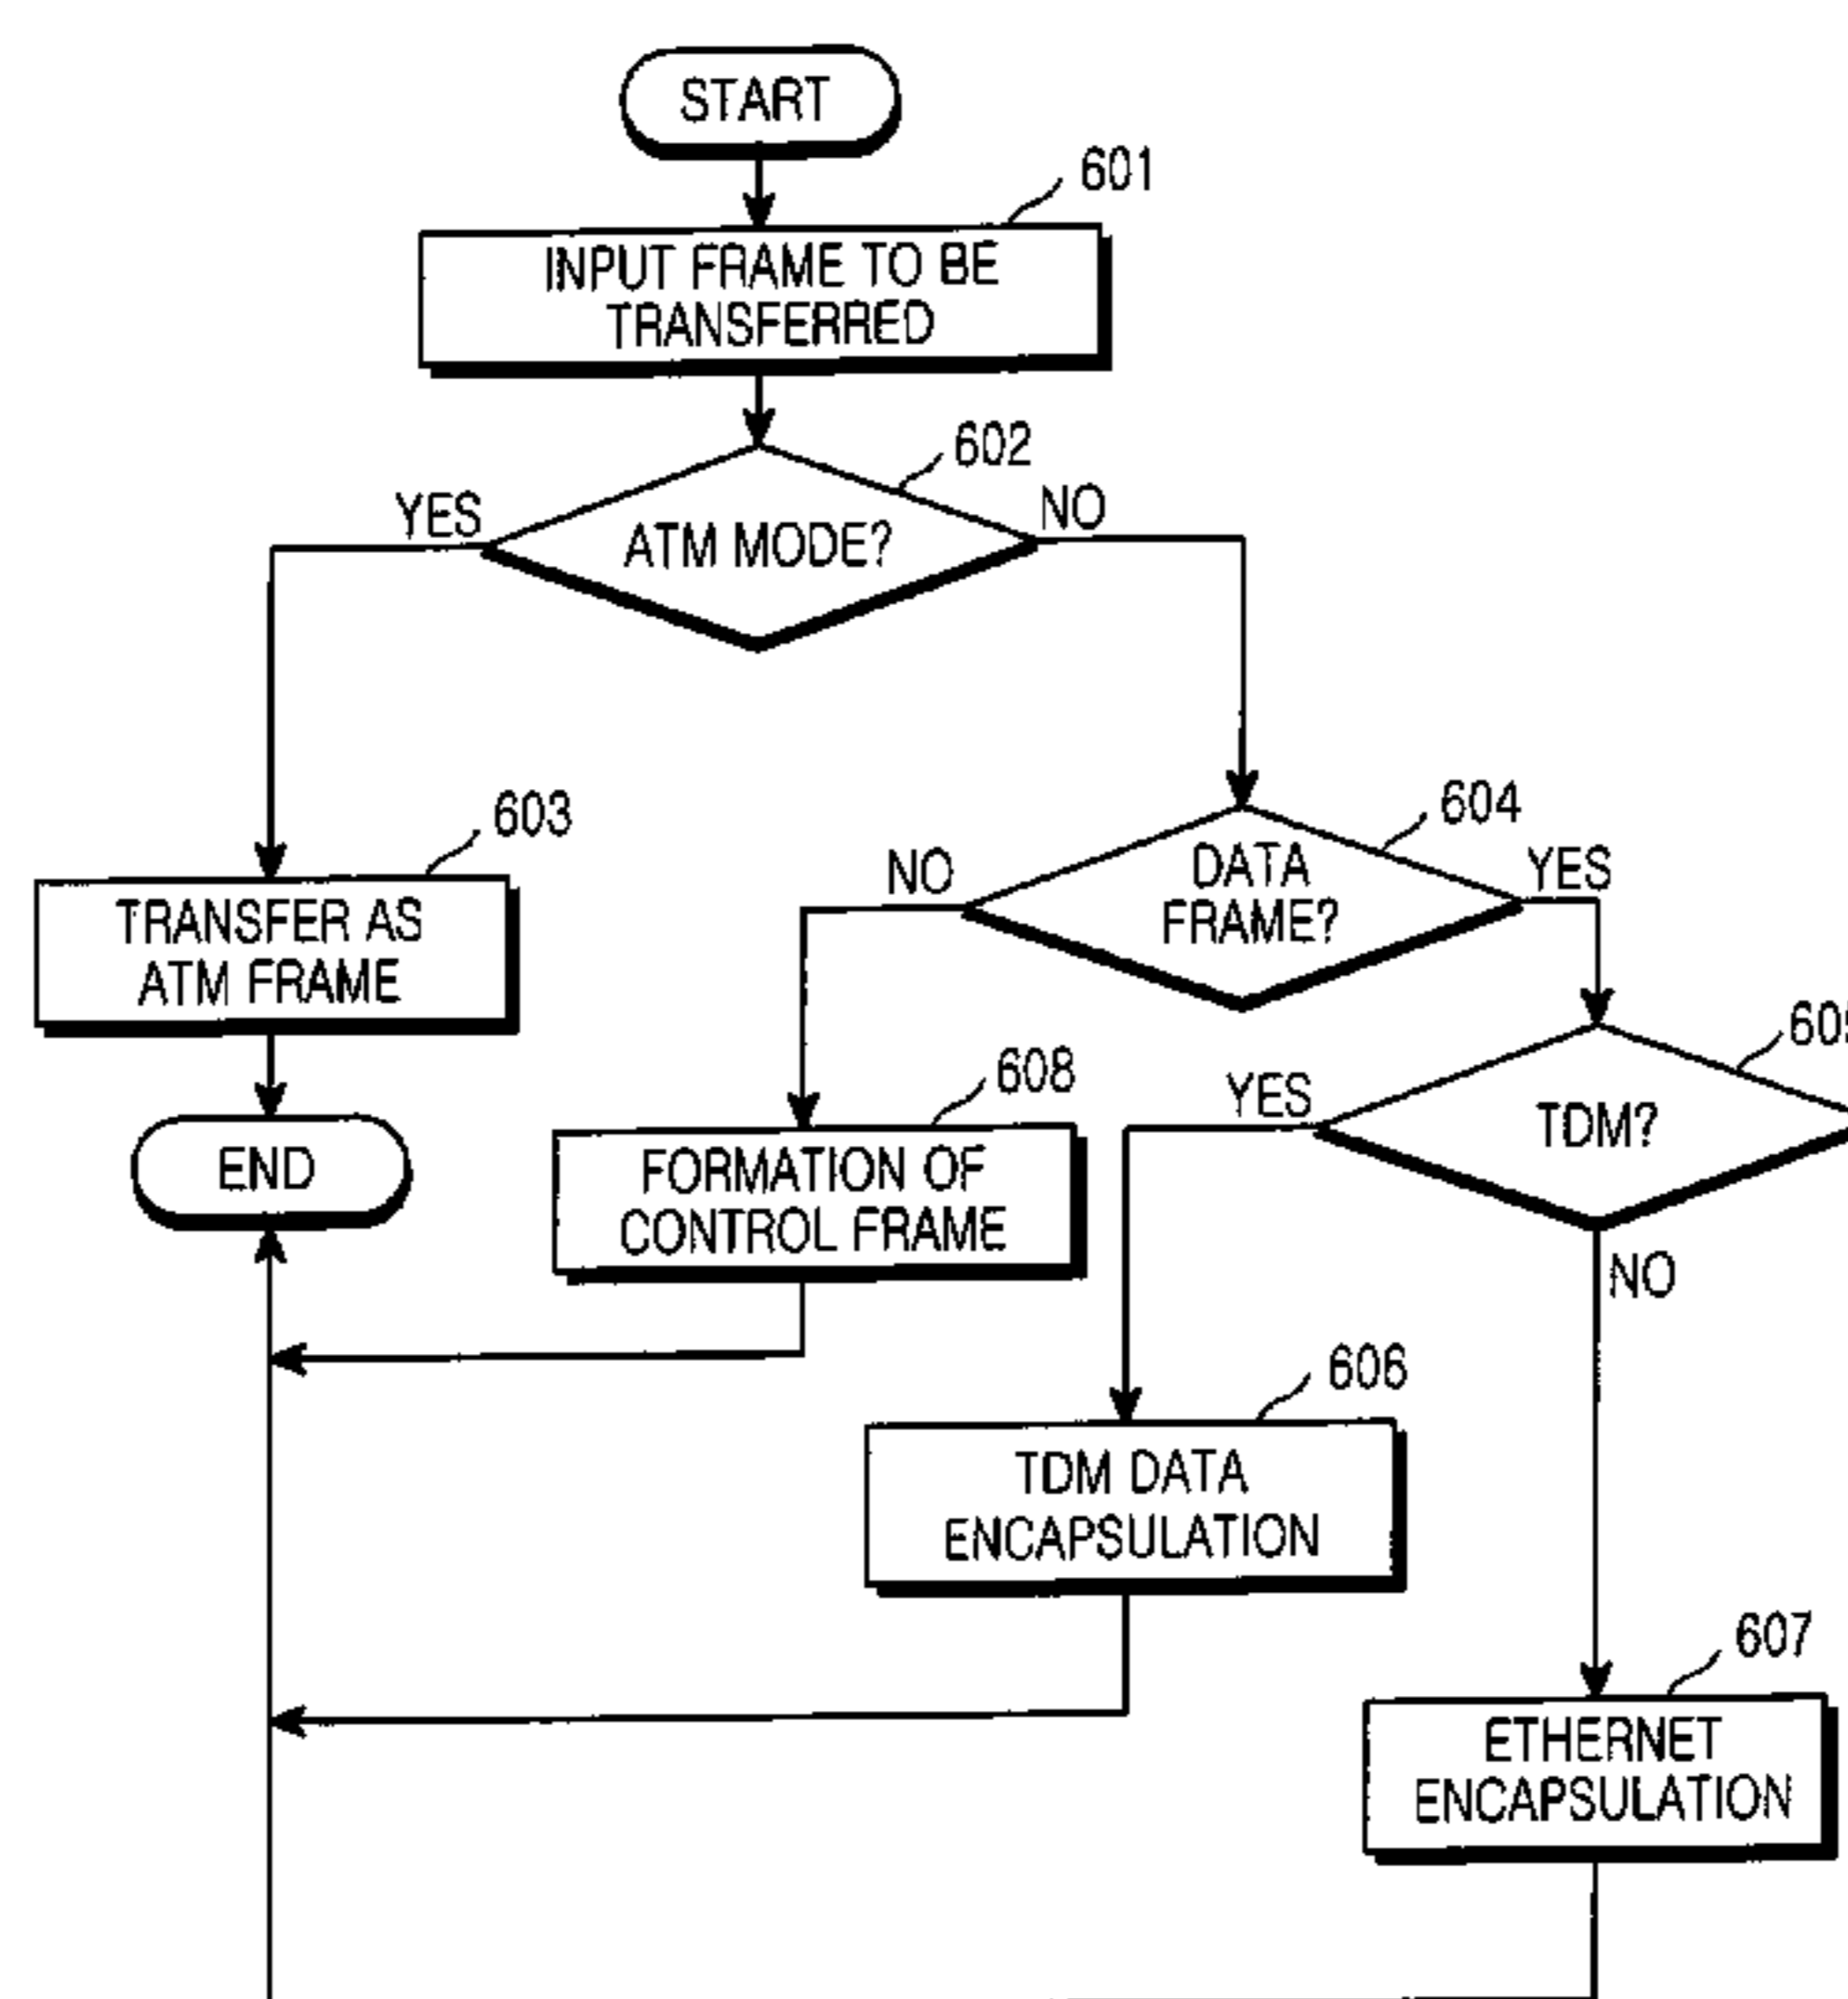 START
601
INPUT FRAME TO BE
TRANSFERRED
602
YES
NO
ATM MODE?
603
604
NO
DATA
FRAME?
YES
TRANSFER AS
ATM FRAME
608
YES
TDM?
END
FORMATION OF
CONTROL FRAME
NO
606
TDM DATA
ENCAPSULATION
607
ETHERNET
ENCAPSULATION